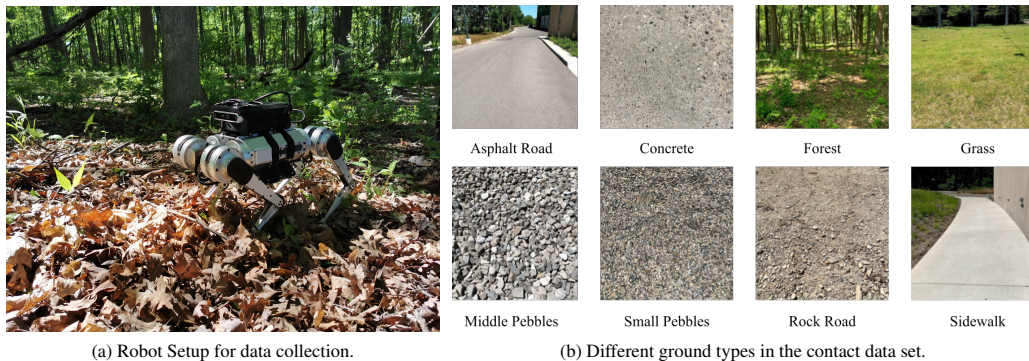 Asphalt Road
Concrete
Forest
Grass
Middle Pebbles
Small Pebbles
Rock Road
Sidewalk
(a) Robot Setup for data collection.
(b) Different ground types in the contact data set.